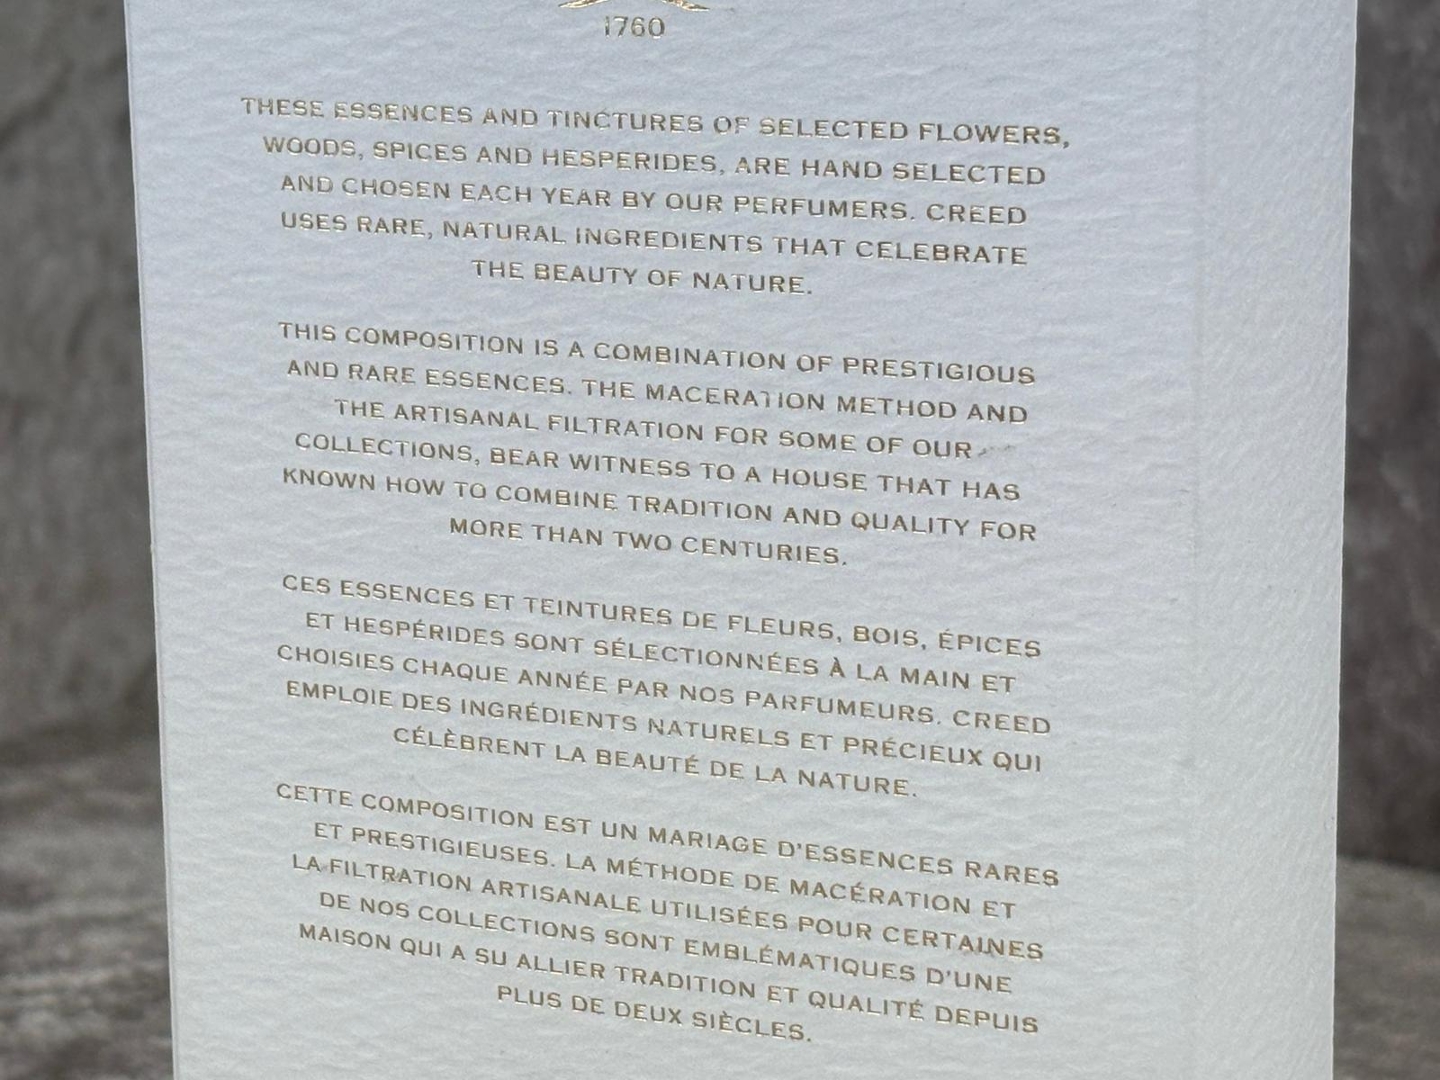 1760
THESE ESSENCES AND TINCTURES OF SELECTED FLOWERS,
WOODS, SPICES AND HESPERIDES, ARE HAND SELECTED
AND CHOSEN EACH YEAR BY OUR PERFUMERS. CREED
USES RARE, NATURAL INGREDIENTS THAT CELEBRATE
THE BEAUTY OF NATURE.
THIS COMPOSITION IS A COMBINATION OF PRESTIGIOUS
AND RARE ESSENCES. THE MACERATION METHOD AND
THE ARTISANAL FILTRATION FOR SOME OF OUR
COLLECTIONS, BEAR WITNESS TO A HOUSE THAT HAS
KNOWN HOW TO COMBINE TRADITION AND QUALITY FOR
MORE THAN TWO CENTURIES.
CES ESSENCES ET TEINTURES DE FLEURS, BOIS, ÉPICES
ET HESPÉRIDES SONT SÉLECTIONNÉES À LA MAIN ET
CHOISIES CHAQUE ANNÉE PAR NOS PARFUMEURS. CREED
EMPLOIE DES INGRÉDIENTS NATURELS ET PRÉCIEUX QUI
CÉLÈBRENT LA BEAUTÉ DE LA NATURE.
CETTE COMPOSITION EST UN MARIAGE D'ESSENCES RARES
ET PRESTIGIEUSES. LA MÉTHODE DE MACÉRATION ET
LA FILTRATION ARTISANALE UTILISÉES POUR CERTAINES
DE NOS COLLECTIONS SONT EMBLÉMATIQUES D'UNE
MAISON QUI A SU ALLIER TRADITION ET QUALITÉ DEPUIS
PLUS DE DEUX SIÈCLES.